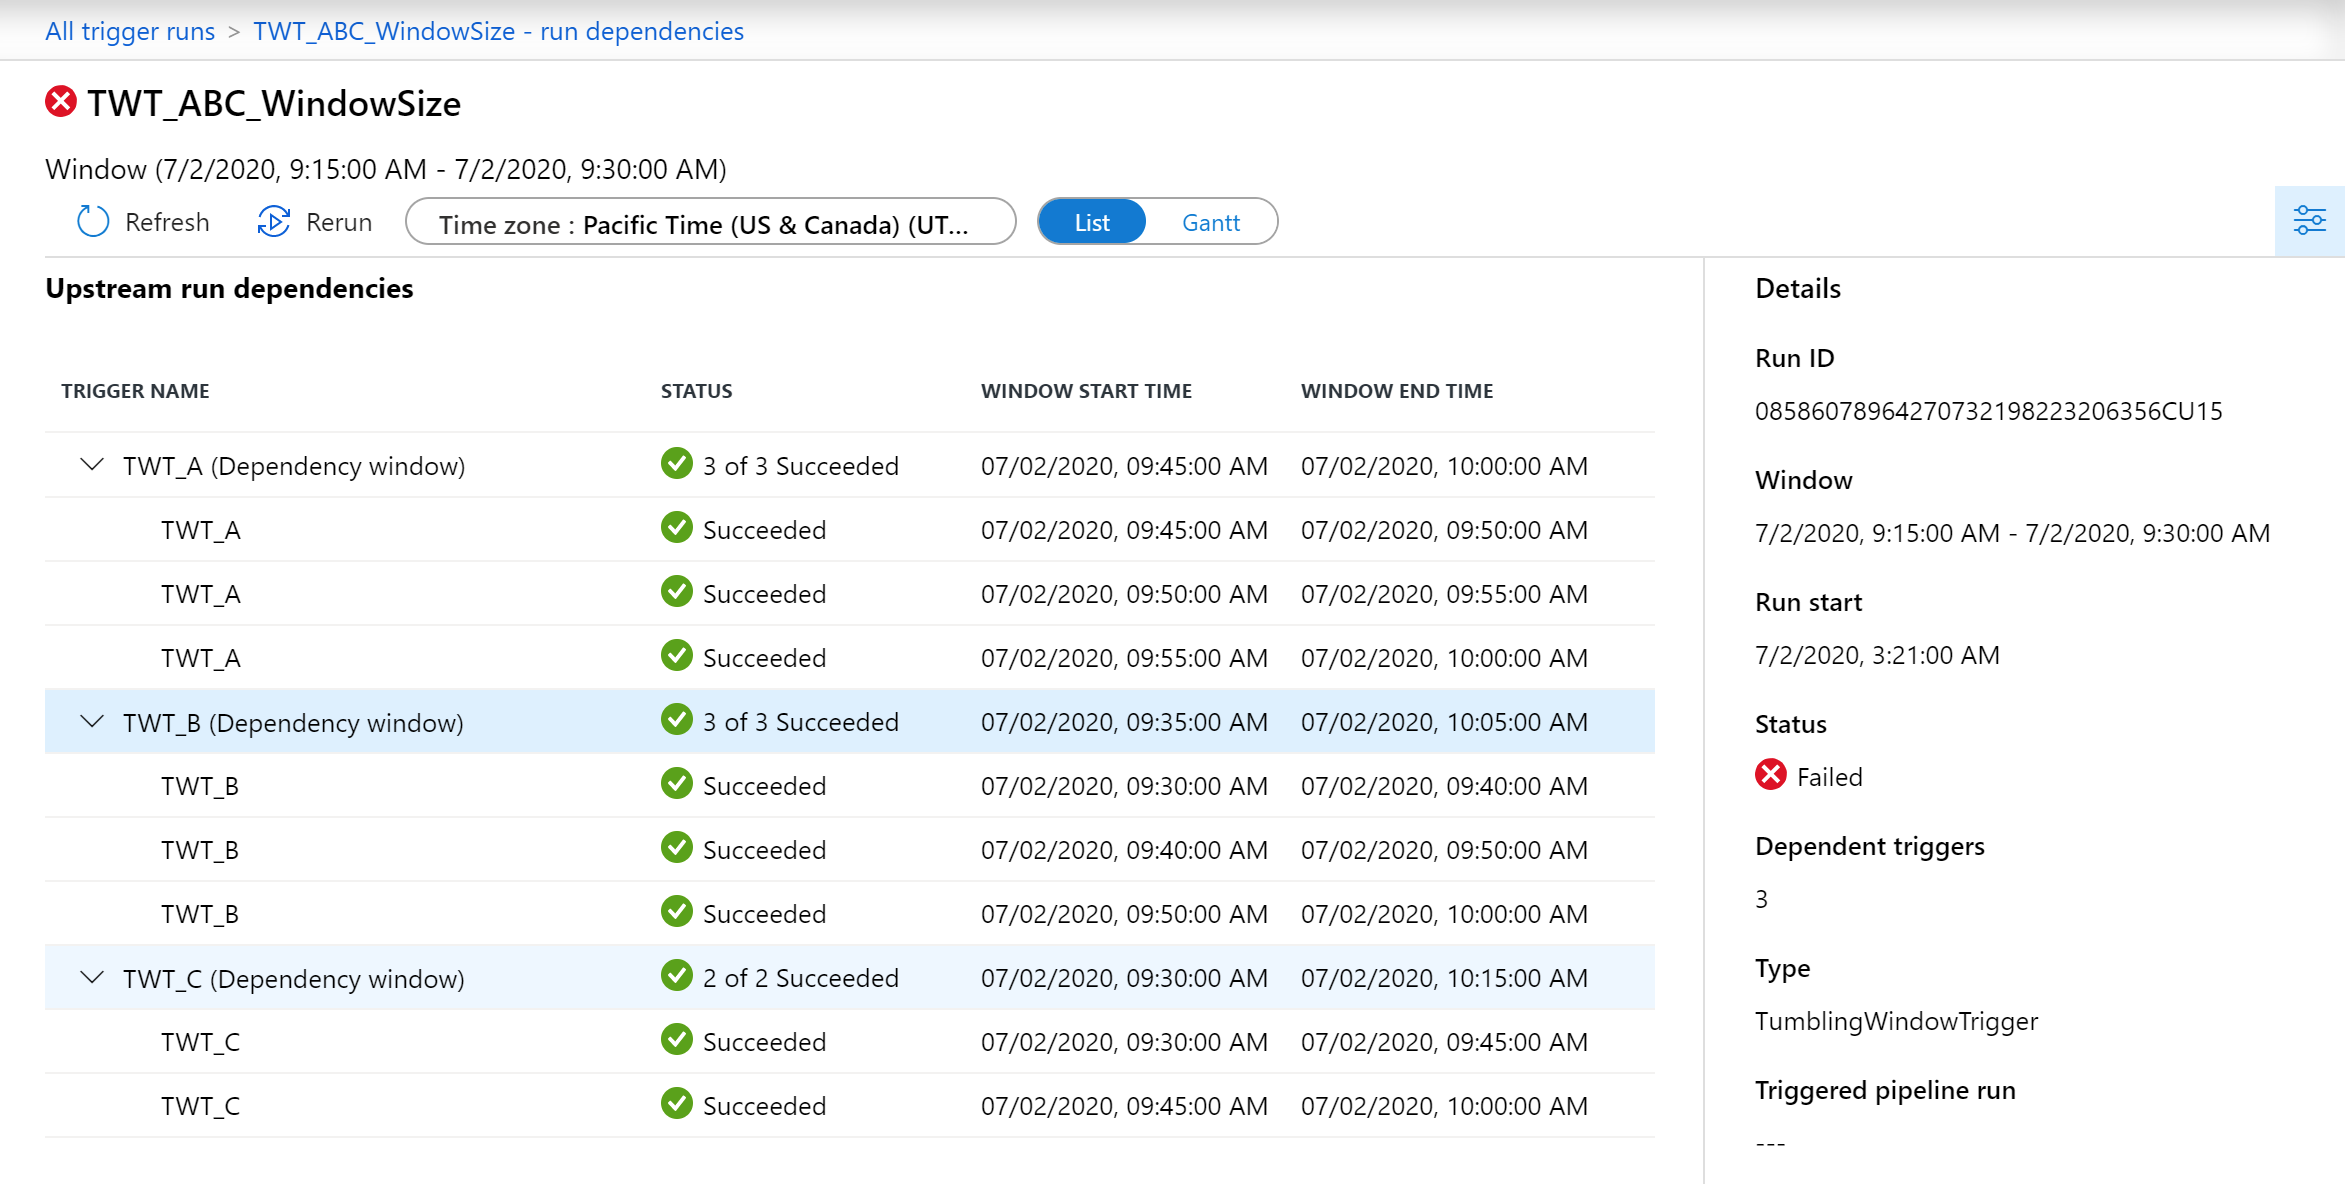 All trigger runs > TWT_ABC_WindowSize - run dependencies
TWT_ABC_WindowSize
Window (7/2/2020, 9:15:00 AM - 7/2/2020, 9:30:00 AM)
Refresh Rerun Time zone : Pacific Time (US & Canada) (UT... List Gantt
Upstream run dependencies
TRIGGER NAME STATUS WINDOW START TIME WINDOW END TIME
TWT_A (Dependency window) 3 of 3 Succeeded 07/02/2020, 09:45:00 AM 07/02/2020, 10:00:00 AM
TWT_A Succeeded 07/02/2020, 09:45:00 AM 07/02/2020, 09:50:00 AM
TWT_A Succeeded 07/02/2020, 09:50:00 AM 07/02/2020, 09:55:00 AM
TWT_A Succeeded 07/02/2020, 09:55:00 AM 07/02/2020, 10:00:00 AM
TWT_B (Dependency window) 3 of 3 Succeeded 07/02/2020, 09:35:00 AM 07/02/2020, 10:05:00 AM
TWT_B Succeeded 07/02/2020, 09:30:00 AM 07/02/2020, 09:40:00 AM
TWT_B Succeeded 07/02/2020, 09:40:00 AM 07/02/2020, 09:50:00 AM
TWT_B Succeeded 07/02/2020, 09:50:00 AM 07/02/2020, 10:00:00 AM
TWT_C (Dependency window) 2 of 2 Succeeded 07/02/2020, 09:30:00 AM 07/02/2020, 10:15:00 AM
TWT_C Succeeded 07/02/2020, 09:30:00 AM 07/02/2020, 09:45:00 AM
TWT_C Succeeded 07/02/2020, 09:45:00 AM 07/02/2020, 10:00:00 AM
Details
Run ID
08586078964270732198223206356CU15
Window
7/2/2020, 9:15:00 AM - 7/2/2020, 9:30:00 AM
Run start
7/2/2020, 3:21:00 AM
Status
Failed
Dependent triggers
3
Type
TumblingWindowTrigger
Triggered pipeline run
---